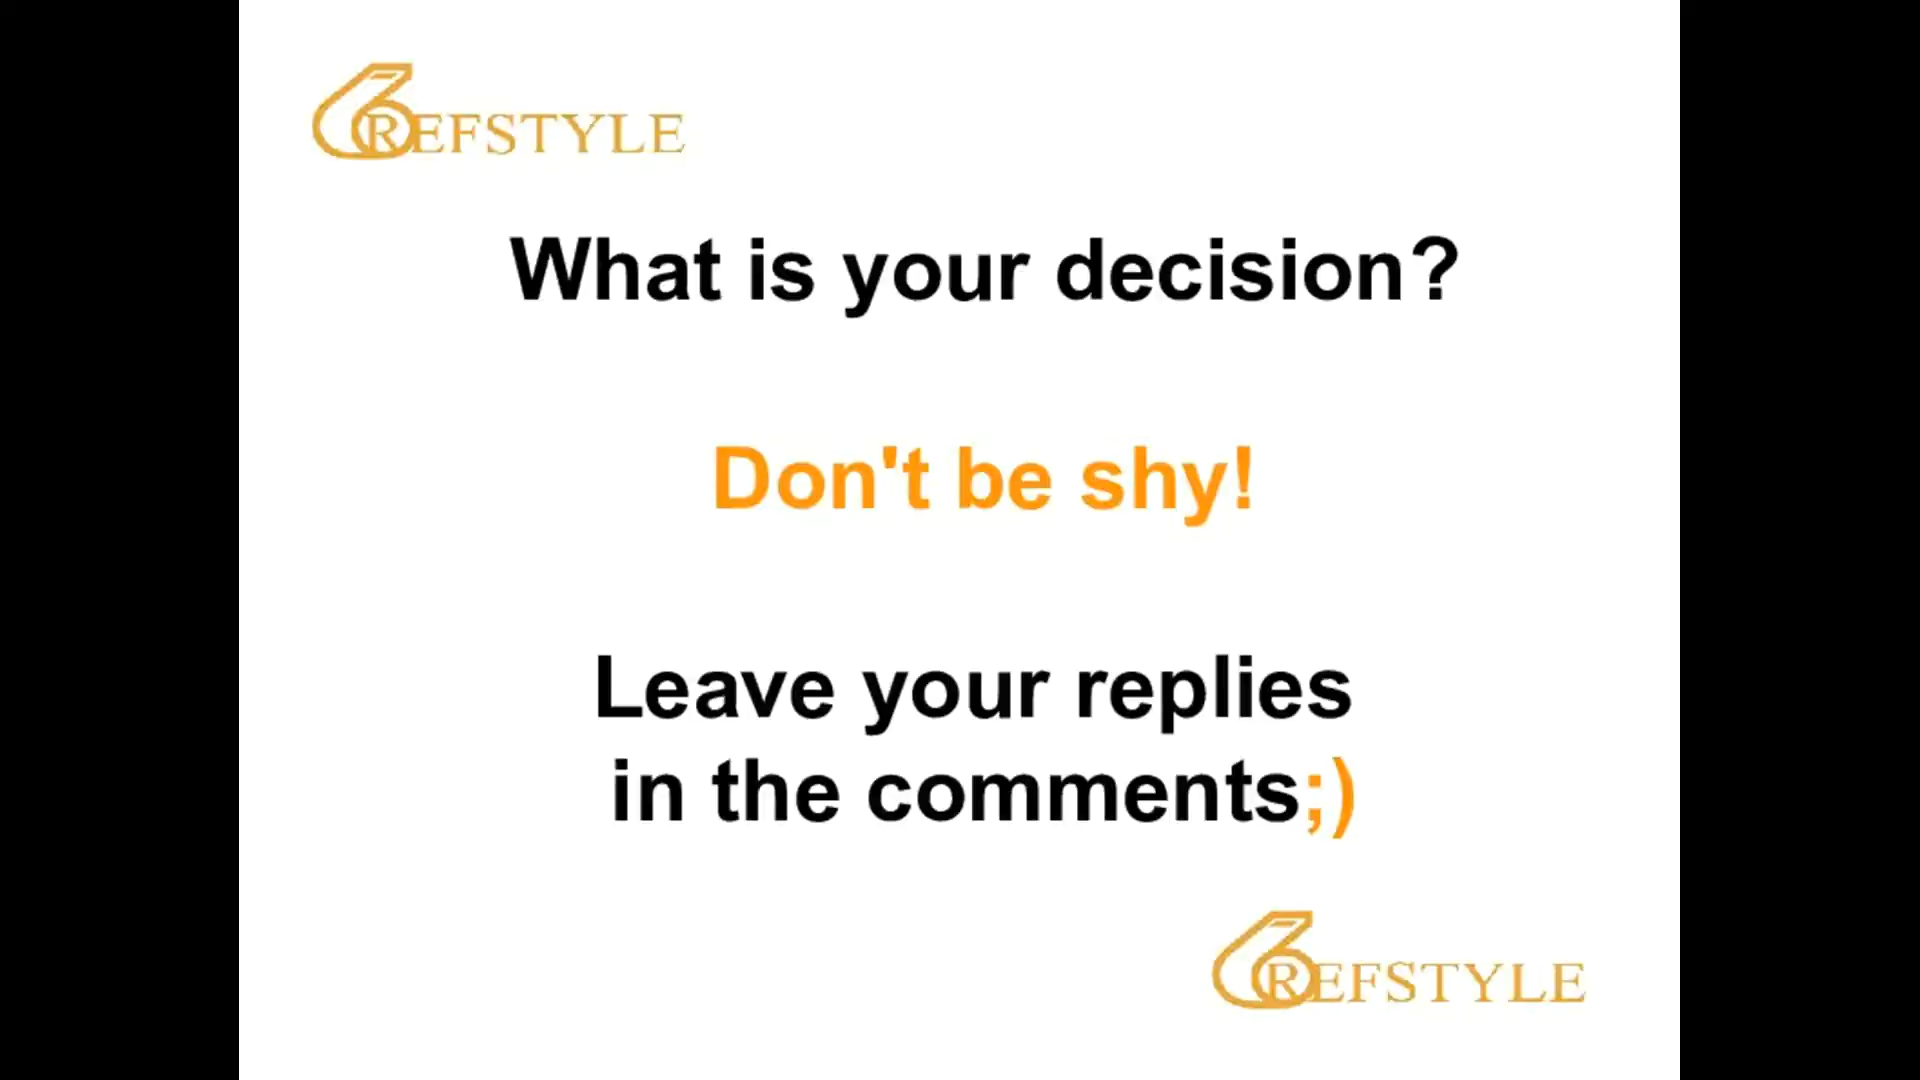 REFSTYLE
What is your decision?
Don't be shy!
Leave your replies
in the comments;)
REFSTYLE